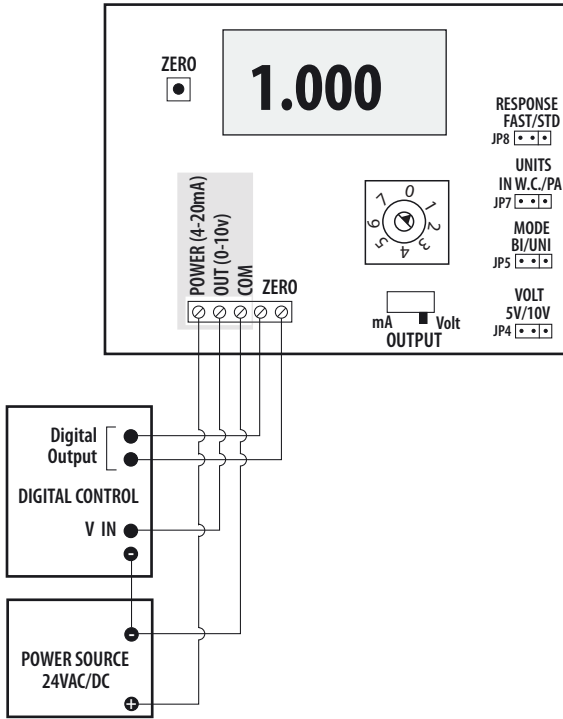 ZERO
1.000
RESPONSE
FAST/STD
JP8
UNITS
IN W.C./PA
JP7
MODE
BI/UNI
JP5
VOLT
5V/10V
JP4
0
1
2
3
4
5
6
7
POWER (4-20mA)
OUT (0-10v)
COM
ZERO
mA
Volt
OUTPUT
Digital
Output
DIGITAL CONTROL
V IN
-
-
POWER SOURCE
24VAC/DC
+